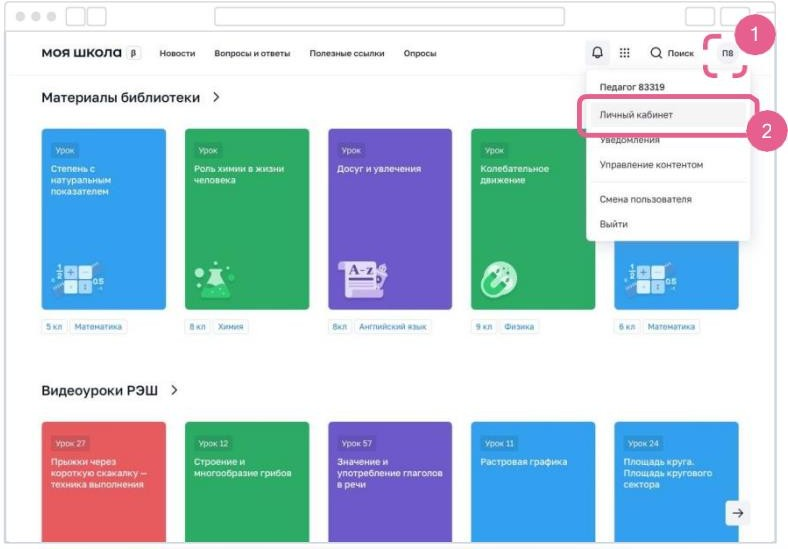 1
моя школа β Новости Вопросы и ответы Полезные ссылки Опросы Поиск П8
Педагог 83319
Личный кабинет
2
Уведомления
Управление контентом
Смена пользователя
Выйти
Материалы библиотеки >
Урок
Степень с
натуральным
показателем
5 кл Математика
Урок
Роль химии в жизни
человека
8 кл Химия
Урок
Досуг и увлечения
A-Z
8кл Английский язык
Урок
Колебательное
движение
9 кл Физика
6 кл Математика
Видеоуроки РЭШ >
Урок 27
Прыжки через
короткую скакалку —
техника выполнения
Урок 12
Строение и
многообразие грибов
Урок 57
Значение и
употребление глаголов
в речи
Урок 11
Растровая графика
Урок 24
Площадь круга.
Площадь кругового
сектора